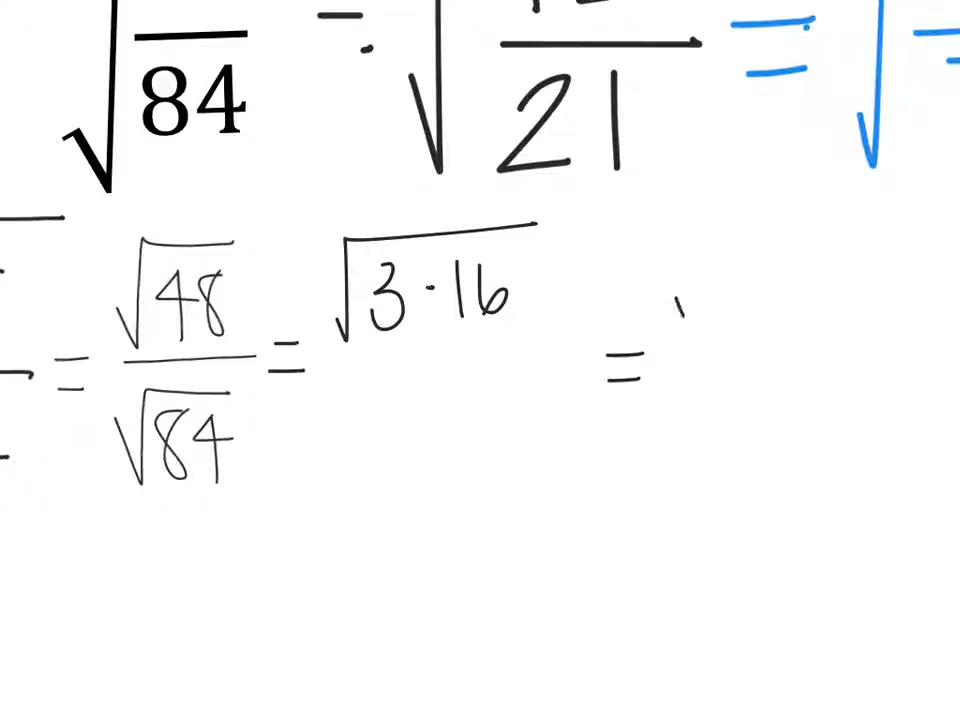 √84 = √21 = √
√48 = √3·16 =
= √84